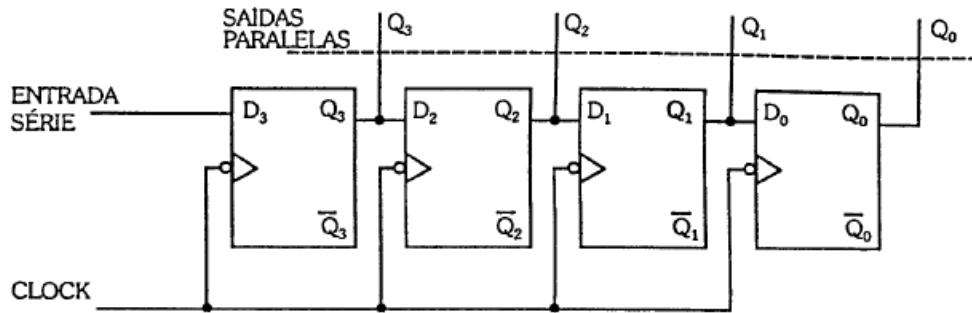 SAÍDAS
PARALELAS
Q3
Q2
Q1
Q0
ENTRADA
SÉRIE
D3 Q3
D2 Q2
D1 Q1
D0 Q0
Q̅3
Q̅2
Q̅1
Q̅0
CLOCK